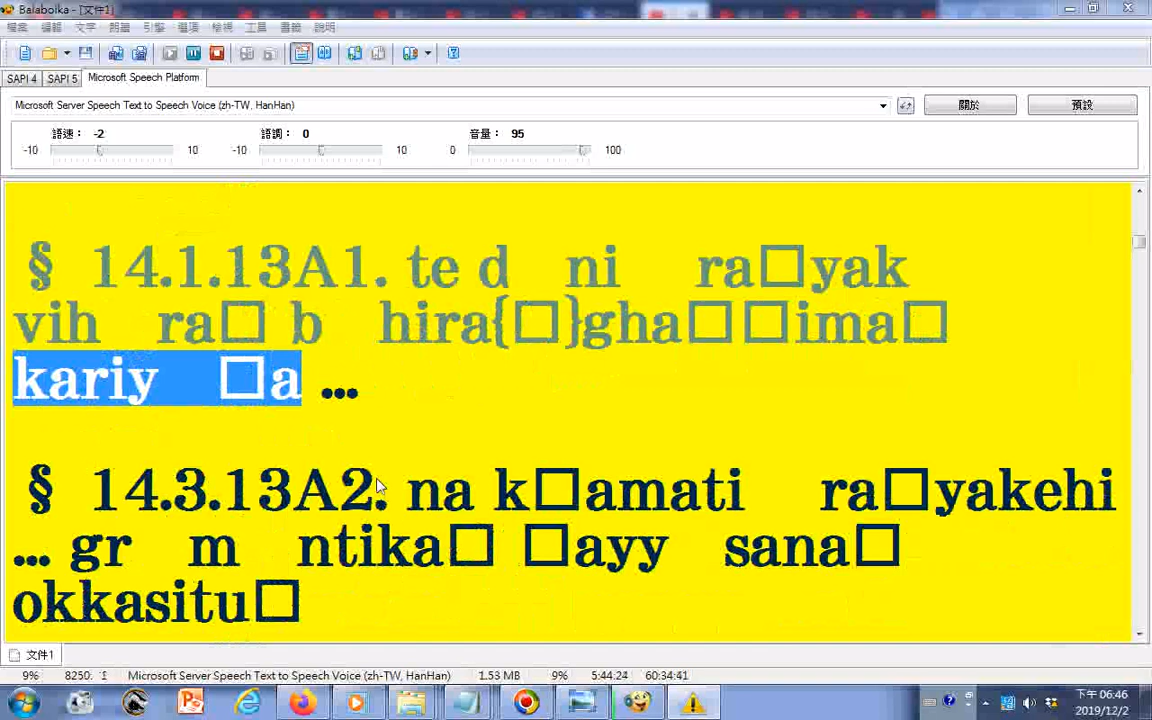 Balabolka - [文件1]
檔案 編輯 文字 朗讀 引擎 選項 檢視 工具 書籤 說明
SAPI 4 SAPI 5 Microsoft Speech Platform
Microsoft Server Speech Text to Speech Voice (zh-TW, HanHan) 關於 預設
語速： -2 語調： 0 音量： 95
-10 10 -10 10 0 100
§ 14.1.13A1. te d ni ra□yak
vih ra□ b hira{□}gha□□ima□
kariy □a ...
§ 14.3.13A2. na k□amati ra□yakehi
... gr m ntika□ □ayy sana□
okkasitu□
文件1
9% 8250: 1 Microsoft Server Speech Text to Speech Voice (zh-TW, HanHan) 1.53 MB 9% 5:44:24 60:34:41
下午 06:46
2019/12/2